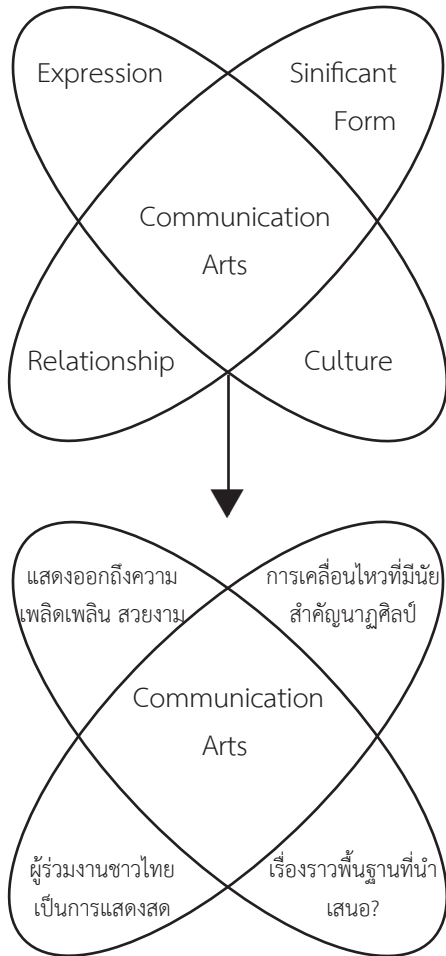 Expression
Sinificant
Form
Communication
Arts
Relationship
Culture
แสดงออกถึงความ
เพลิดเพลิน สวยงาม
การเคลื่อนไหวที่มีนัย
สำคัญนาฏศิลป์
Communication
Arts
ผู้ร่วมงานชาวไทย
เป็นการแสดงสด
เรื่องราวพื้นฐานที่นำ
เสนอ?